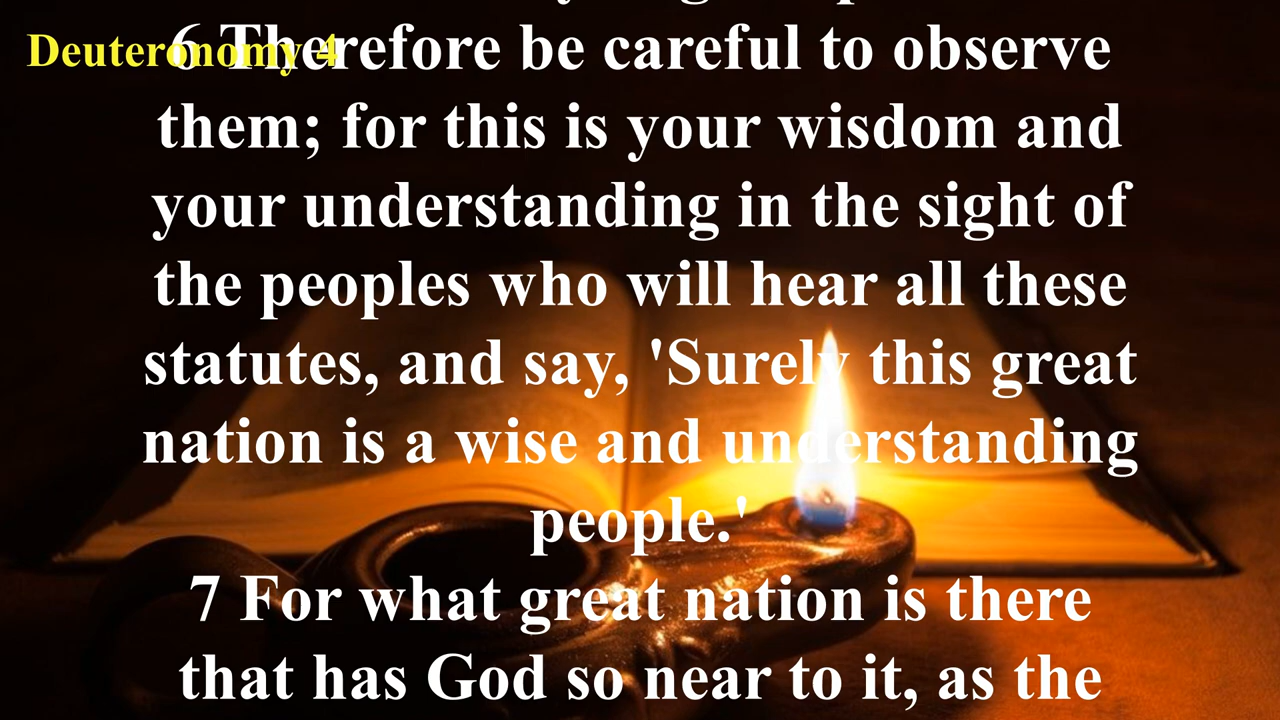 Deuteronomy 4
6 Therefore be careful to observe
them; for this is your wisdom and
your understanding in the sight of
the peoples who will hear all these
statutes, and say, 'Surely this great
nation is a wise and understanding
people.'
7 For what great nation is there
that has God so near to it, as the